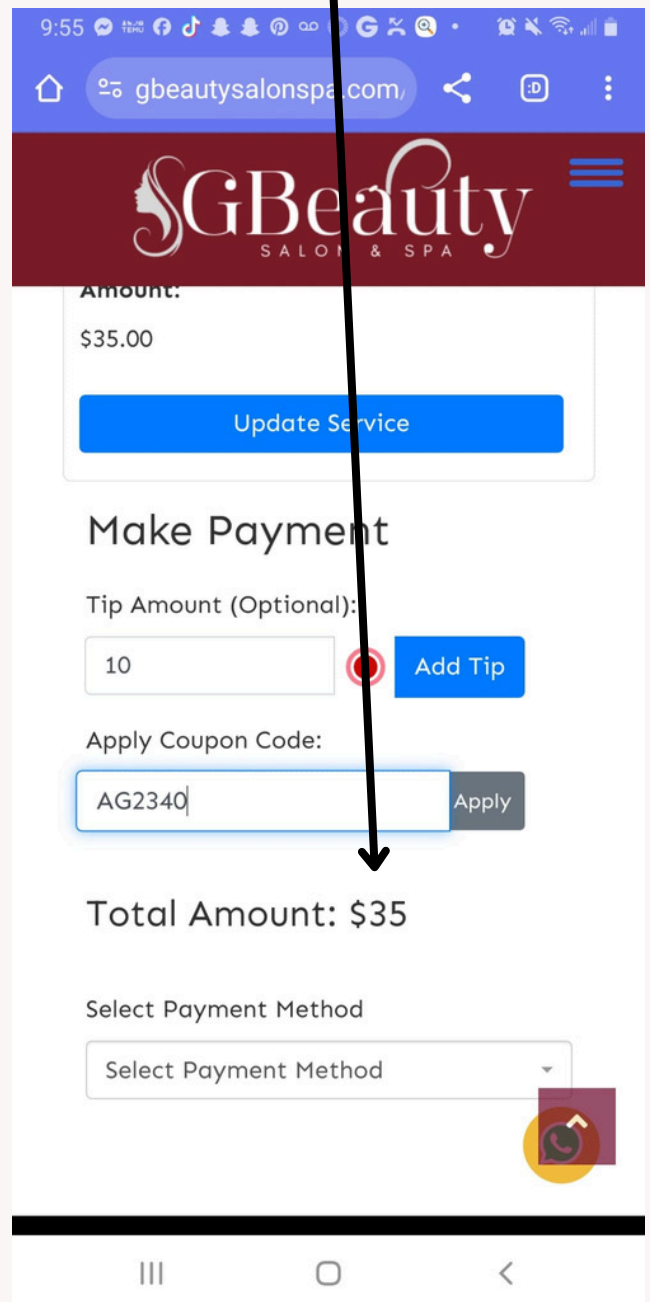 9:55
gbeautysalonspa.com/
:D
GBeauty
SALON & SPA
Amount:
$35.00
Update Service
Make Payment
Tip Amount (Optional):
10
Add Tip
Apply Coupon Code:
AG2340
Apply
Total Amount: $35
Select Payment Method
Select Payment Method